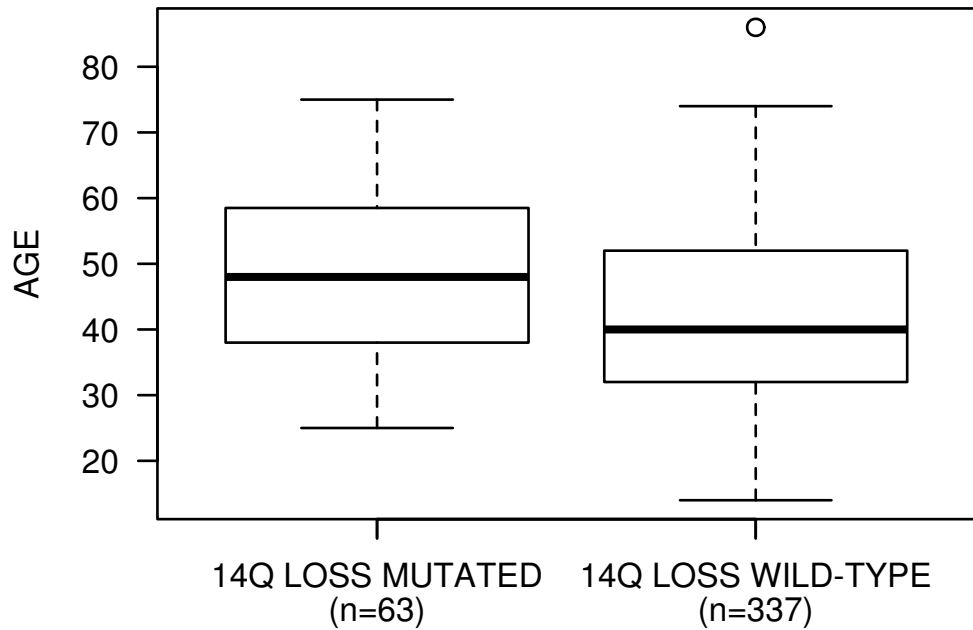 AGE
80
70
60
50
40
30
20
14Q LOSS MUTATED
(n=63)
14Q LOSS WILD-TYPE
(n=337)